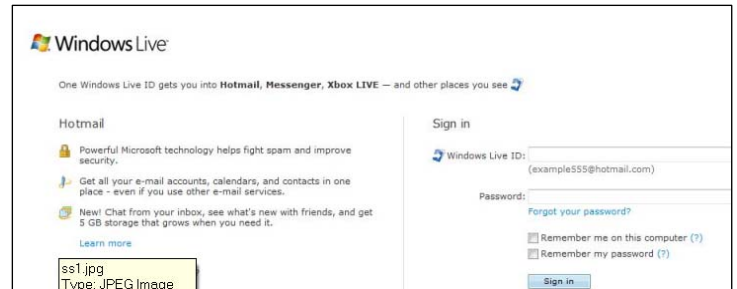 Windows Live
One Windows Live ID gets you into Hotmail, Messenger, Xbox LIVE — and other places you see
Hotmail
Powerful Microsoft technology helps fight spam and improve
security.
Get all your e-mail accounts, calendars, and contacts in one
place - even if you use other e-mail services.
New! Chat from your inbox, see what's new with friends, and get
5 GB storage that grows when you need it.
Learn more
ss1.jpg
Type: JPEG Image
Sign in
Windows Live ID:
(example555@hotmail.com)
Password:
Forgot your password?
Remember me on this computer (?)
Remember my password (?)
Sign in